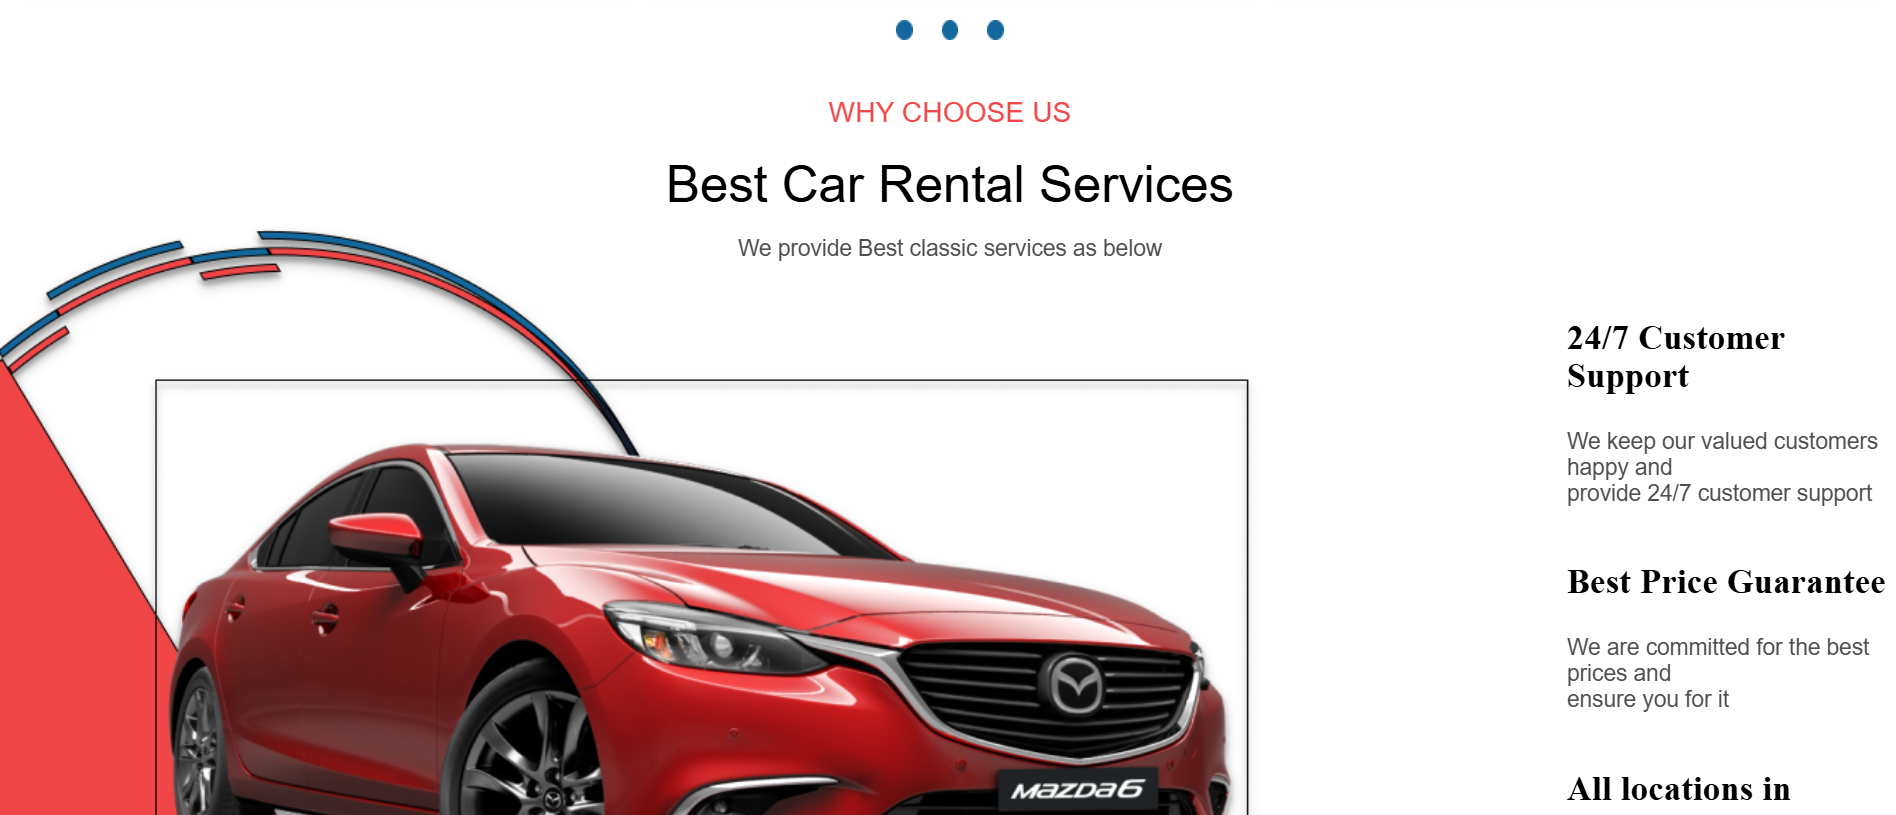 WHY CHOOSE US
Best Car Rental Services
We provide Best classic services as below
24/7 Customer
Support
We keep our valued customers
happy and
provide 24/7 customer support
Best Price Guarantee
We are committed for the best
prices and
ensure you for it
All locations in
mazda6